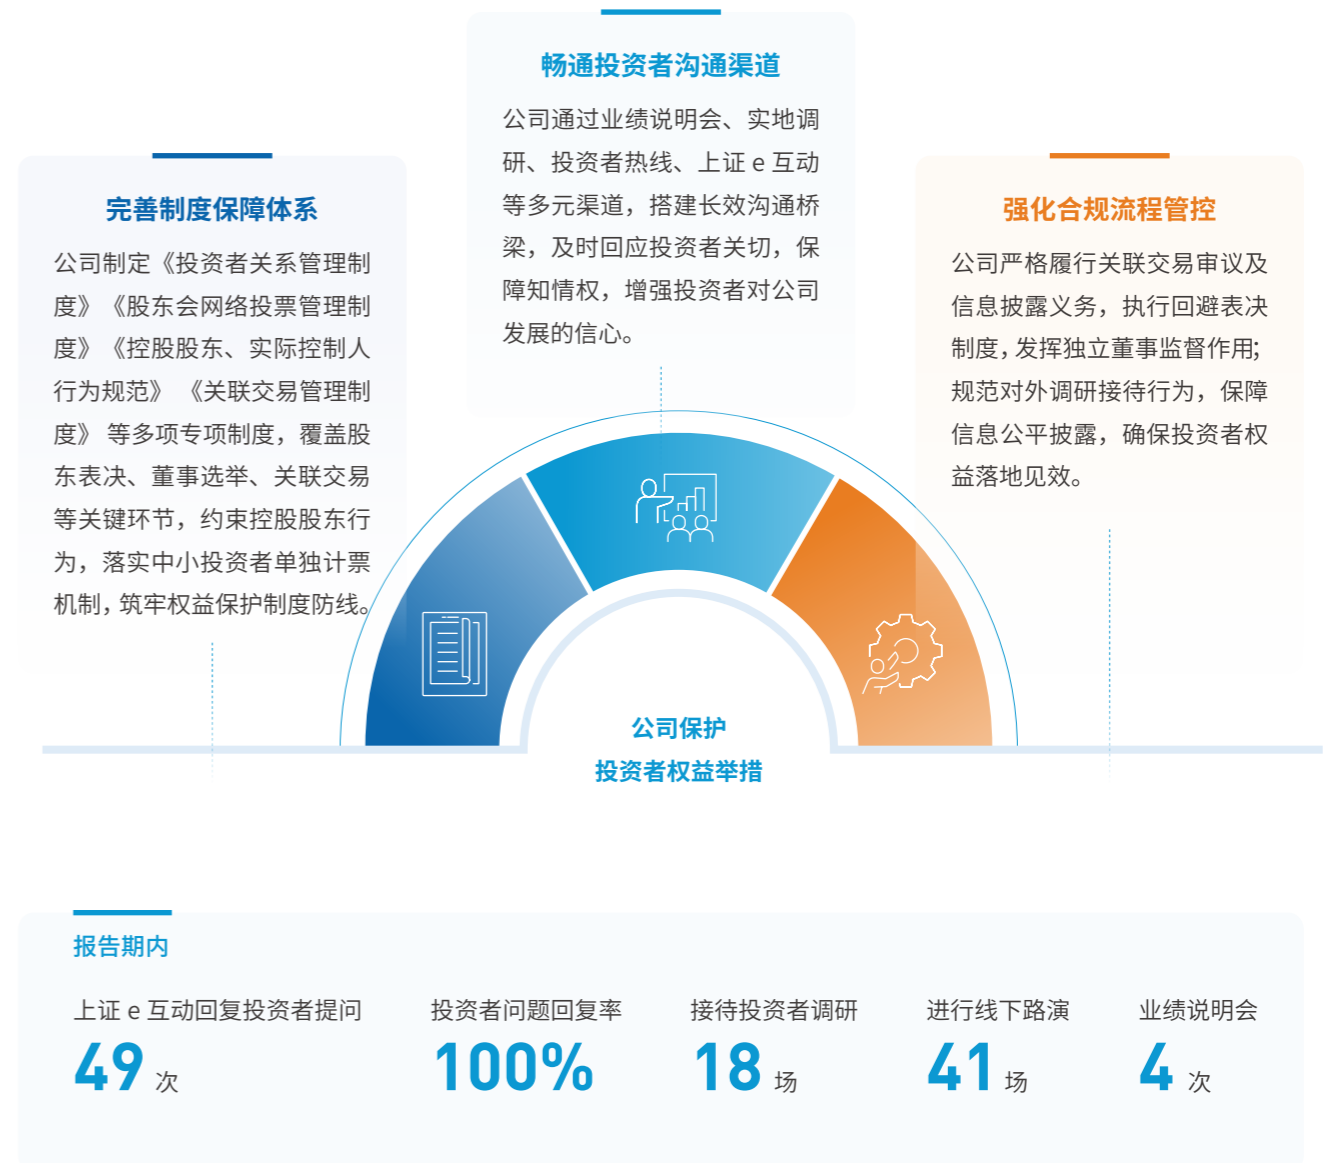 畅通投资者沟通渠道
公司通过业绩说明会、实地调
研、投资者热线、上证 e 互动
等多元渠道，搭建长效沟通桥
梁，及时回应投资者关切，保
障知情权，增强投资者对公司
发展的信心。
完善制度保障体系
公司制定《投资者关系管理制
度》《股东会网络投票管理制
度》《控股股东、实际控制人
行为规范》 《关联交易管理制
度》 等多项专项制度，覆盖股
东表决、董事选举、关联交易
等关键环节，约束控股股东行
为，落实中小投资者单独计票
机制，筑牢权益保护制度防线。
强化合规流程管控
公司严格履行关联交易审议及
信息披露义务，执行回避表决
制度，发挥独立董事监督作用；
规范对外调研接待行为，保障
信息公平披露，确保投资者权
益落地见效。
公司保护
投资者权益举措
报告期内
上证 e 互动回复投资者提问
49 次
投资者问题回复率
100%
接待投资者调研
18 场
进行线下路演
41 场
业绩说明会
4 次